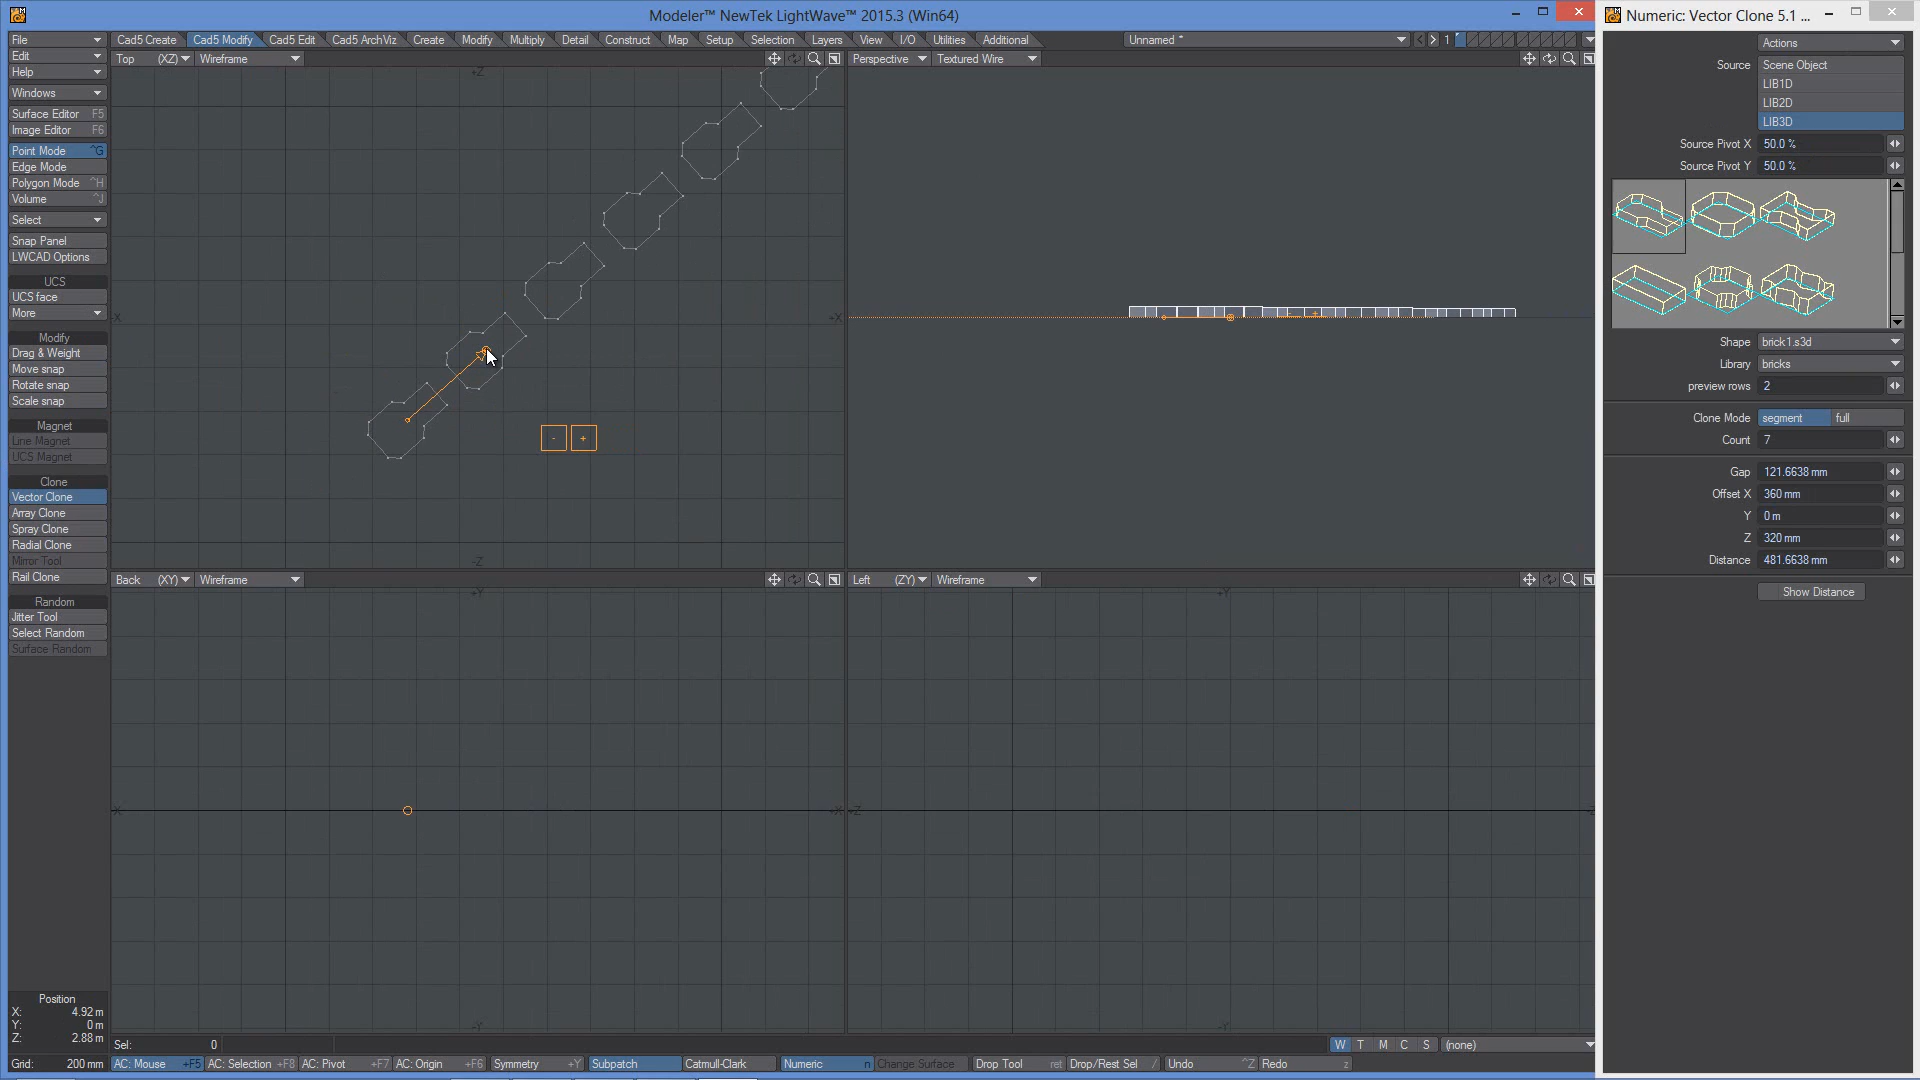 Modeler™ NewTek LightWave™ 2015.3 (Win64)
Numeric: Vector Clone 5.1 ...
File
Edit
Help
Windows
Surface Editor F5
Image Editor F6
Point Mode ^G
Edge Mode
Polygon Mode ^H
Volume ^J
Select
Snap Panel
LWCAD Options
UCS
UCS face
More
Modify
Drag & Weight
Move snap
Rotate snap
Scale snap
Magnet
Line Magnet
UCS Magnet
Clone
Vector Clone
Array Clone
Spray Clone
Radial Clone
Mirror Tool
Rail Clone
Random
Jitter Tool
Select Random
Surface Random
Position
X: 4.92 m
Y: 0 m
Z: 2.88 m
Grid: 200 mm
Cad5 Create Cad5 Modify Cad5 Edit Cad5 ArchViz Create Modify Multiply Detail Construct Map Setup Selection Layers View I/O Utilities Additional Unnamed * 1
Top (XZ) Wireframe
Perspective Textured Wire
+Z
-X
+X
-Z
- +
Back (XY) Wireframe
Left (ZY) Wireframe
+Y
-X
+X
-Y
+Y
+Z
-Z
-Y
Sel: 0
W T M C S (none)
AC: Mouse +F5 AC: Selection +F8 AC: Pivot +F7 AC: Origin +F6 Symmetry +Y Subpatch Catmull-Clark Numeric n Change Surface Drop Tool ret Drop/Rest Sel / Undo ^Z Redo z
Actions
Source Scene Object
LIB1D
LIB2D
LIB3D
Source Pivot X 50.0 %
Source Pivot Y 50.0 %
Shape brick1.s3d
Library bricks
preview rows 2
Clone Mode segment full
Count 7
Gap 121.6638 mm
Offset X 360 mm
Y 0 m
Z 320 mm
Distance 481.6638 mm
Show Distance